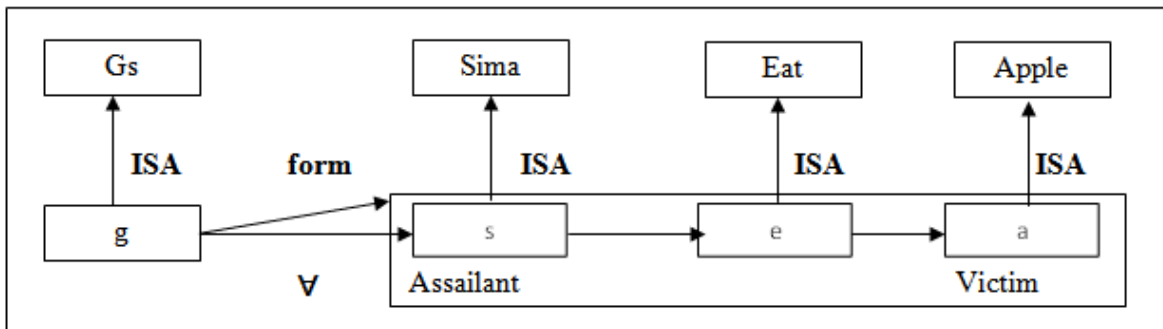 Gs Sima Eat Apple
ISA form ISA ISA ISA
g s e a
∀ Assailant Victim